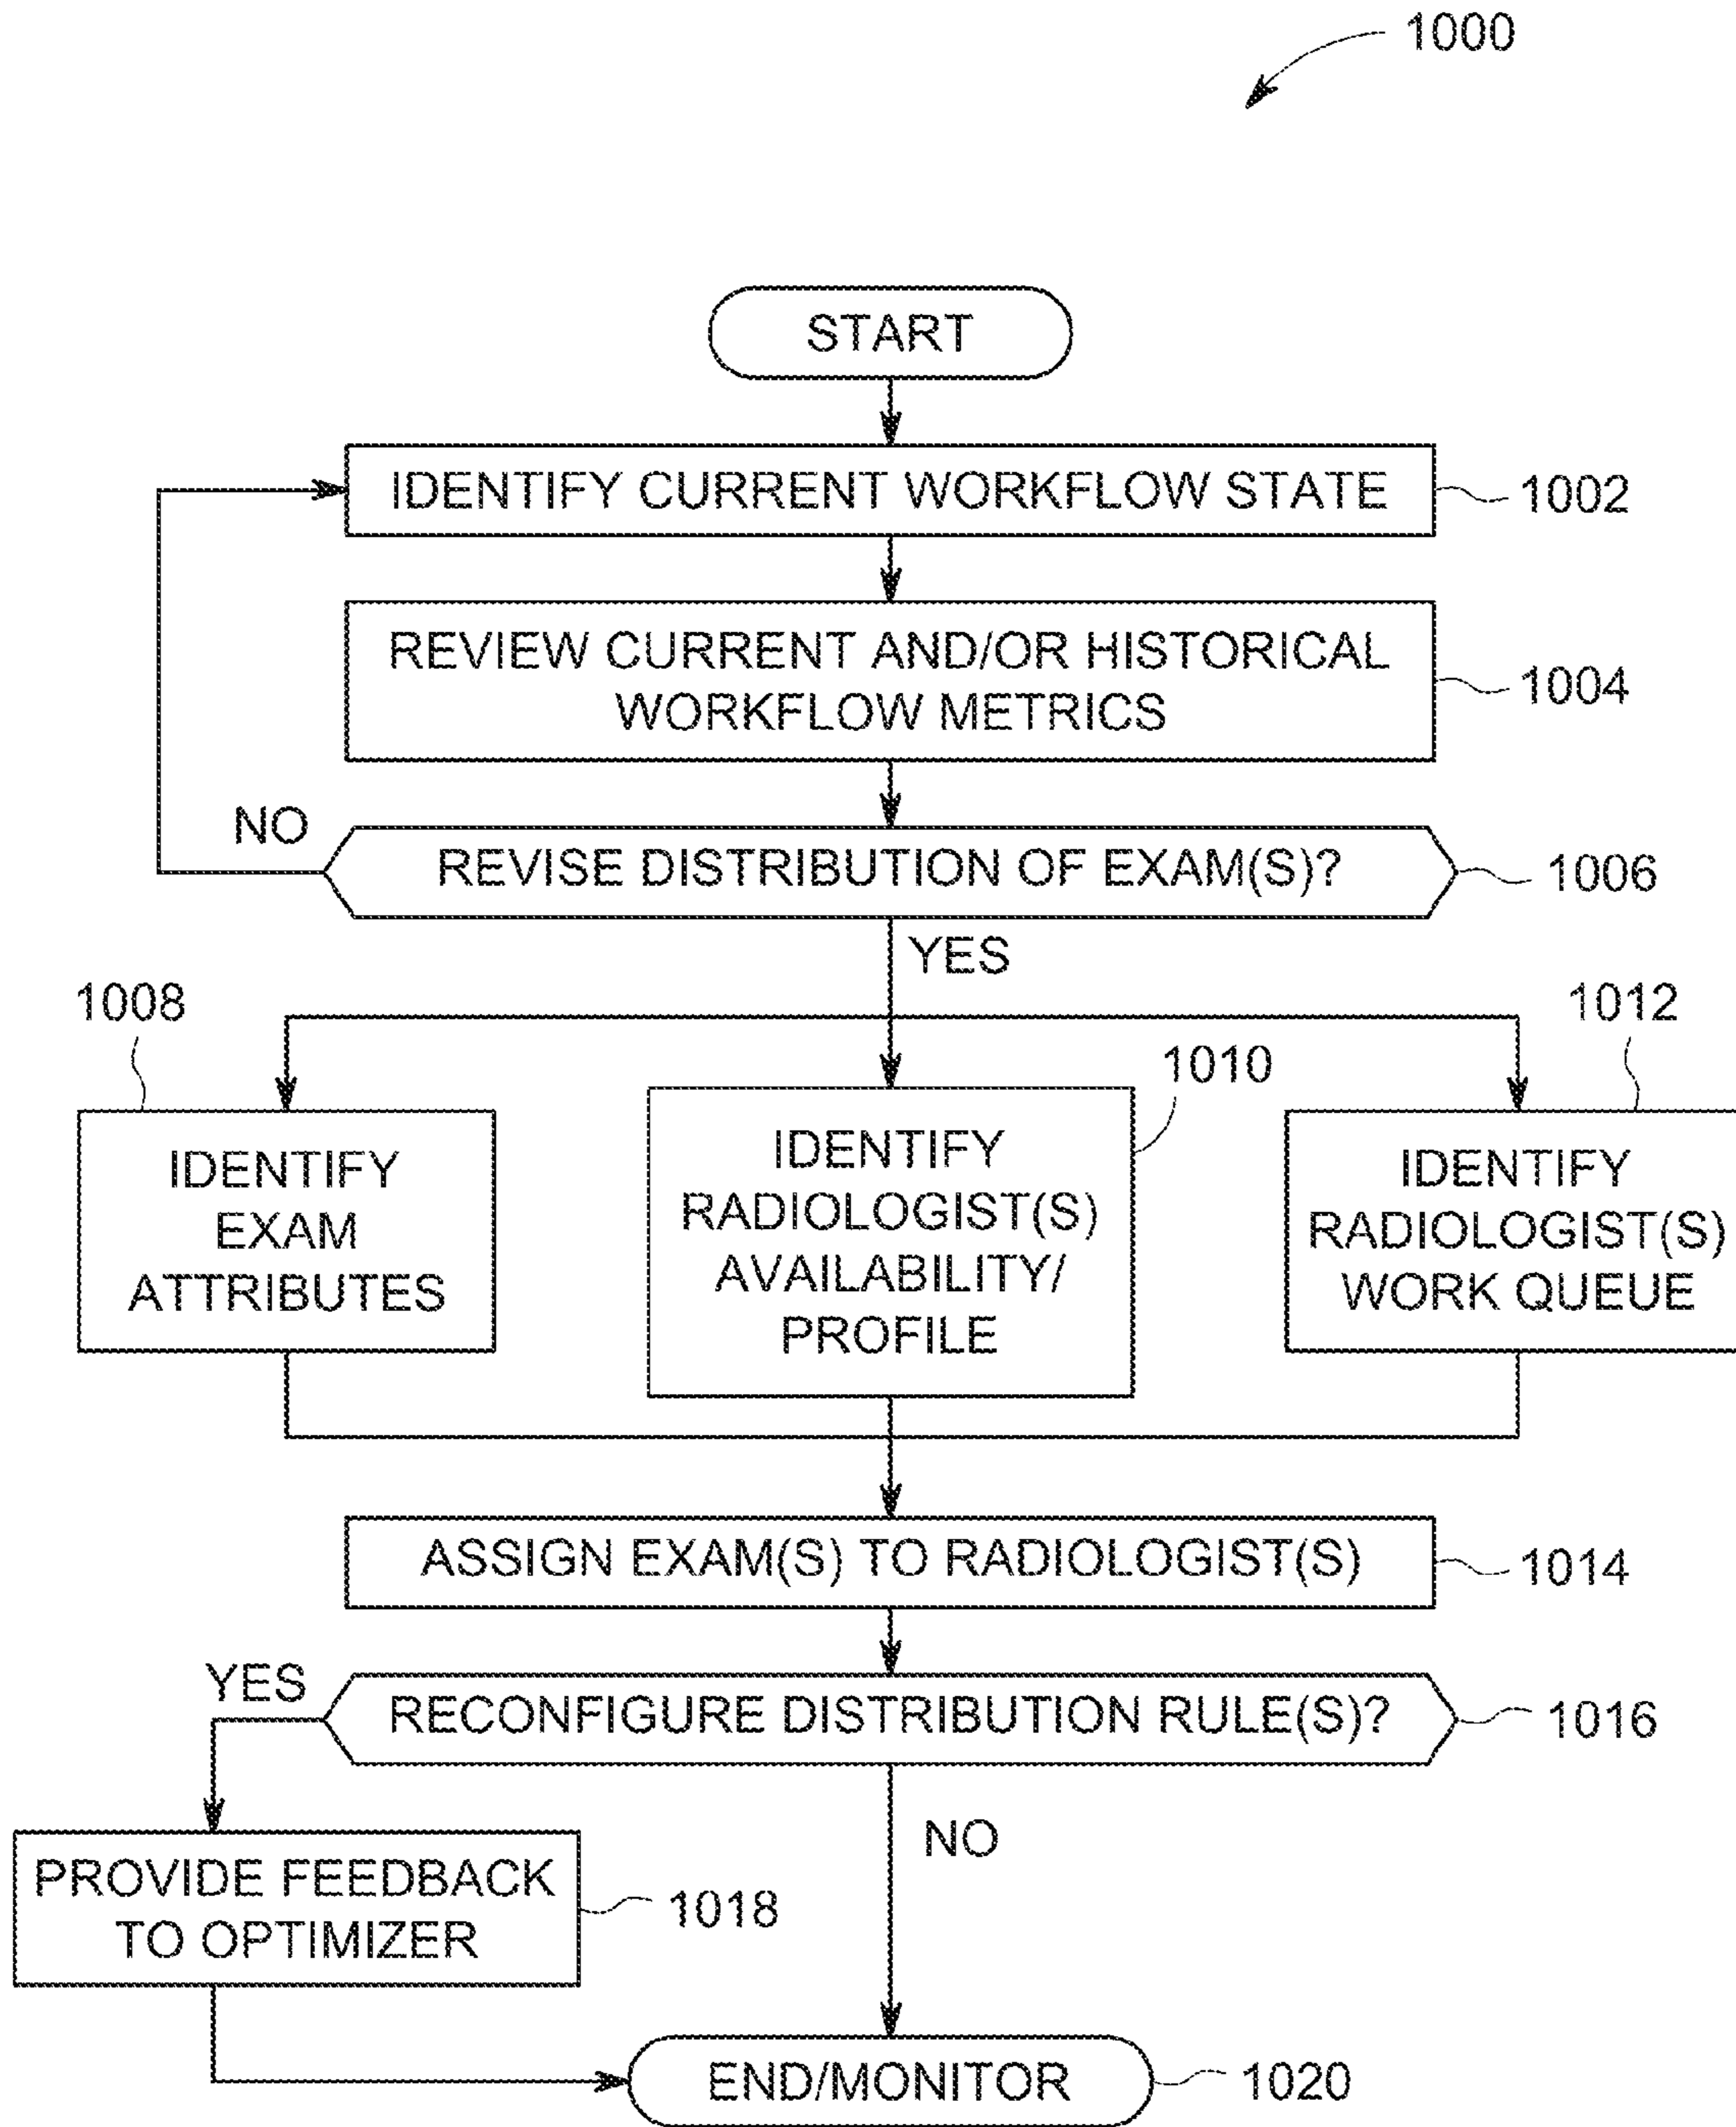 1000
START
IDENTIFY CURRENT WORKFLOW STATE
1002
REVIEW CURRENT AND/OR HISTORICAL
WORKFLOW METRICS
1004
NO
REVISE DISTRIBUTION OF EXAM(S)?
1006
YES
1008
IDENTIFY
EXAM
ATTRIBUTES
1010
IDENTIFY
RADIOLOGIST(S)
AVAILABILITY/
PROFILE
1012
IDENTIFY
RADIOLOGIST(S)
WORK QUEUE
ASSIGN EXAM(S) TO RADIOLOGIST(S)
1014
YES
RECONFIGURE DISTRIBUTION RULE(S)?
1016
NO
PROVIDE FEEDBACK
TO OPTIMIZER
1018
END/MONITOR
1020